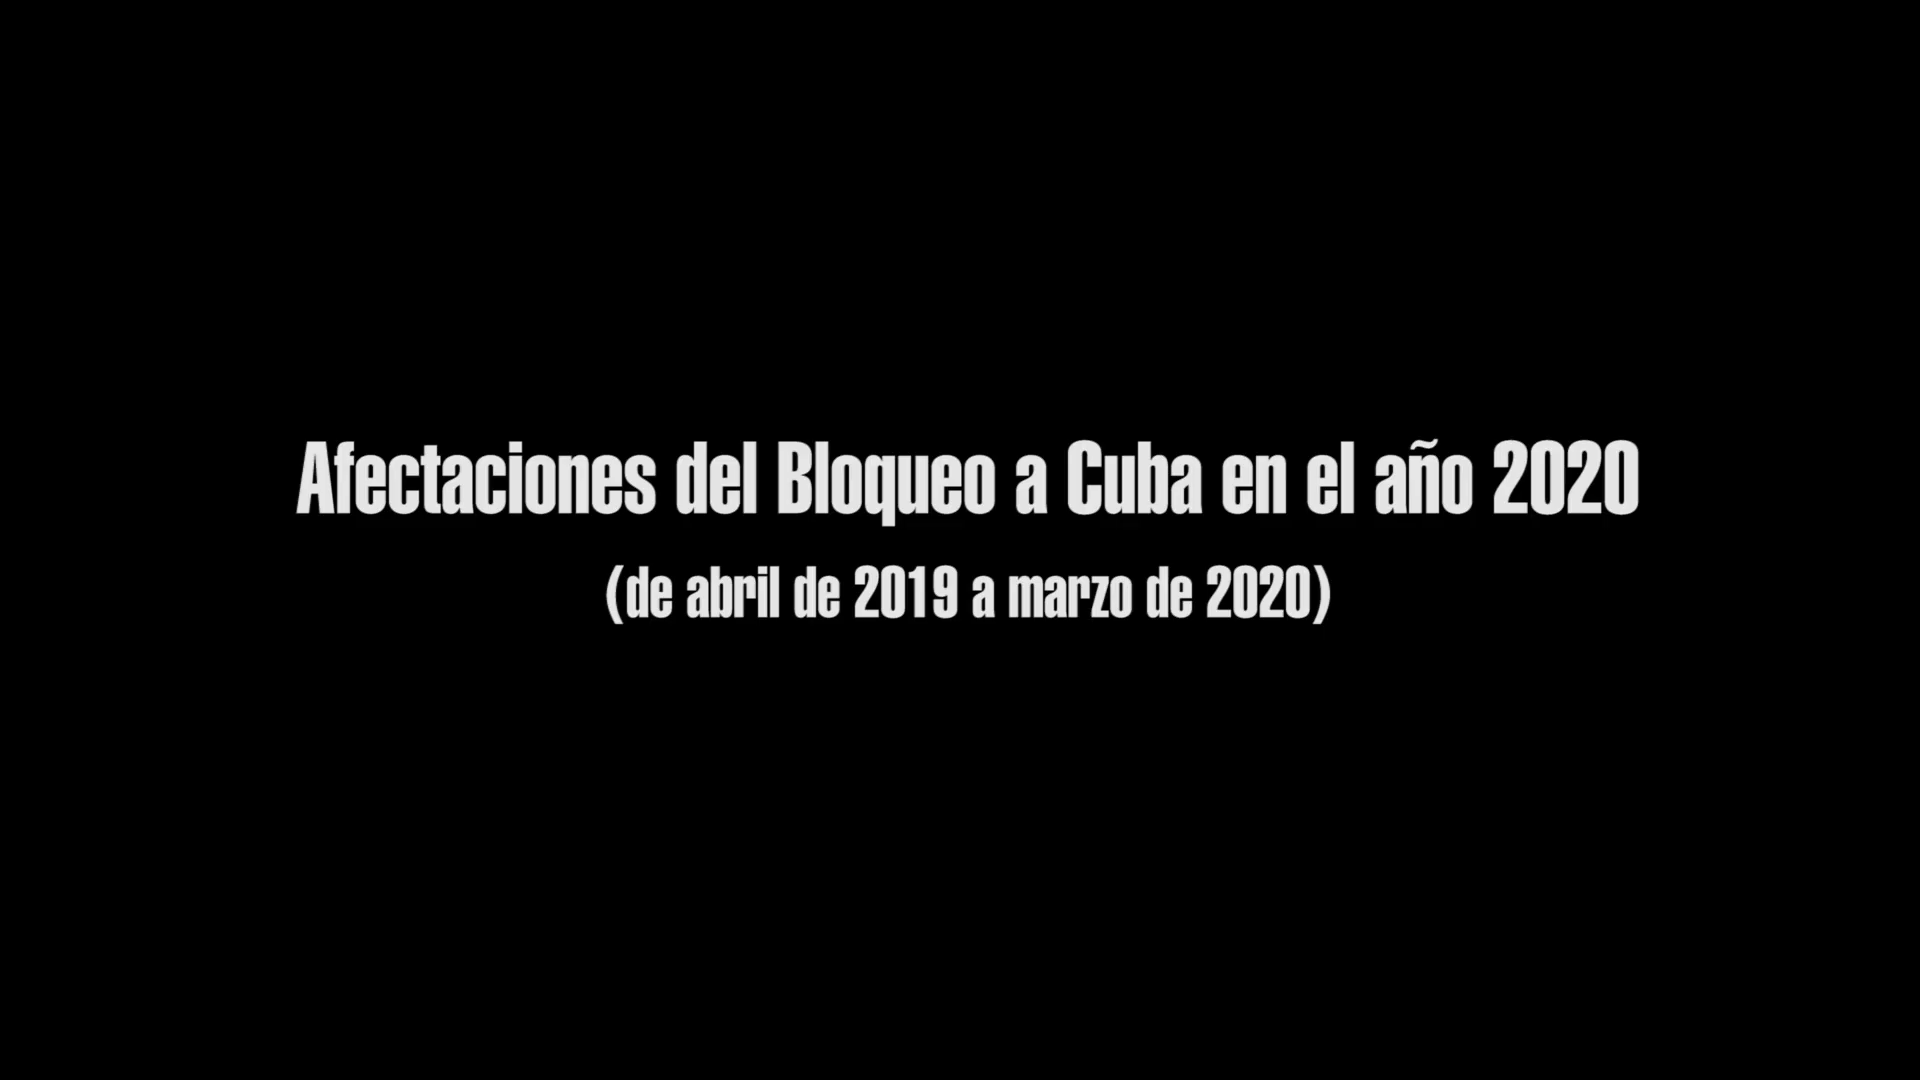 Afectaciones del Bloqueo a Cuba en el año 2020
(de abril de 2019 a marzo de 2020)